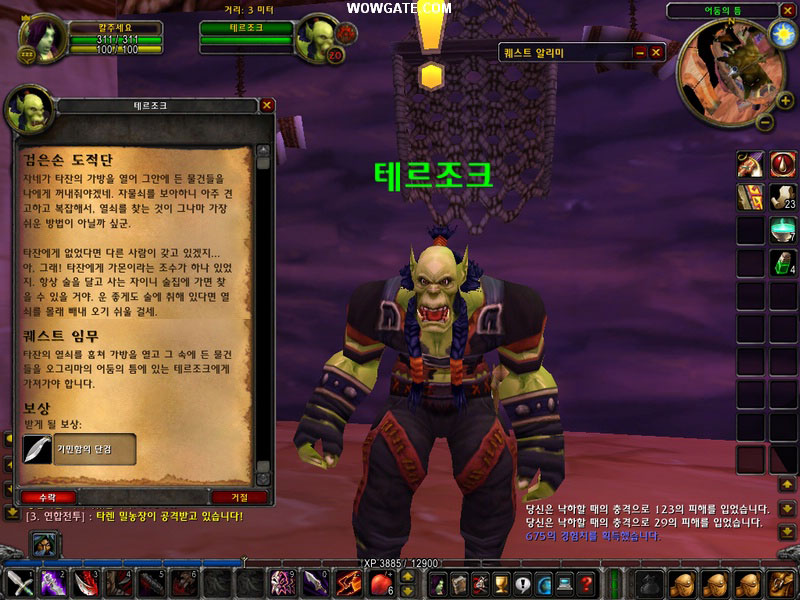 WOWGATE.COM
거리: 3 미터
칼주세요
311 / 311
100 / 100
테르조크
20
어둠의 틈
N
퀘스트 알리미
테르조크
검은손 도적단
자네가 타잔의 가방을 열어 그안에 든 물건들을
나에게 꺼내줘야겠네. 자물쇠를 보아하니 아주 견
고하고 복잡해서, 열쇠를 찾는 것이 그나마 가장
쉬운 방법이 아닐까 싶군.
타잔에게 없었다면 다른 사람이 갖고 있겠지...
아, 그래! 타잔에게 가몬이라는 조수가 하나 있었
지. 항상 술을 달고 사는 자이니 술집에 가면 찾
을 수 있을 거야. 운 좋게도 술에 취해 있다면 열
쇠를 몰래 빼내 오기 쉬울 걸세.
퀘스트 임무
타잔의 열쇠를 훔쳐 가방을 열고 그 속에 든 물건
들을 오그리마의 어둠의 틈에 있는 테르조크에게
가져가야 합니다.
보상
받게 될 보상:
기민함의 단검
수락
거절
테르조크
23
7
4
[3. 연합전투] : 타렌 밀농장이 공격받고 있습니다!
당신은 낙하할 때의 충격으로 123의 피해를 입었습니다.
당신은 낙하할 때의 충격으로 29의 피해를 입었습니다.
675의 경험치를 획득했습니다.
XP 3885 / 12900
2
3
4
5
6
9
0
6